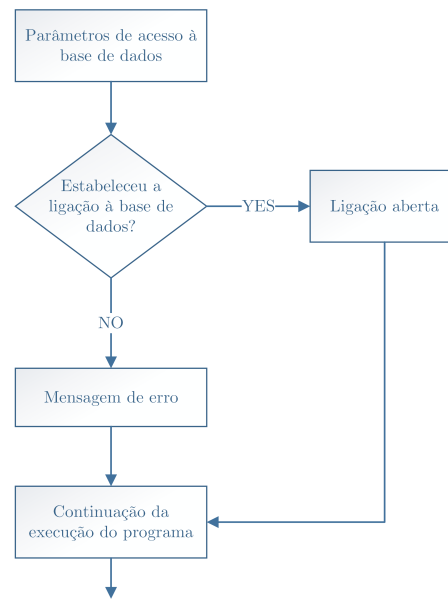 Parâmetros de acesso à
base de dados
Estabeleceu a
ligação à base de
dados?
YES
Ligação aberta
NO
Mensagem de erro
Continuação da
execução do programa